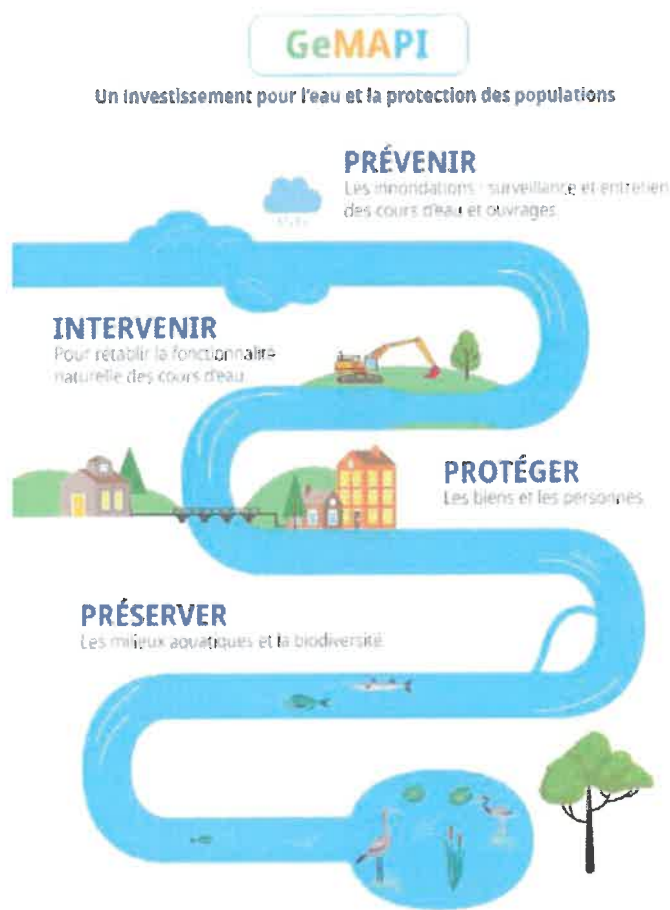 GeMAPI
Un investissement pour l'eau et la protection des populations
PRÉVENIR
Les innondations : surveillance et entretien
des cours d'eau et ouvrages
INTERVENIR
Pour rétablir la fonctionnalité
naturelle des cours d'eau
PROTÉGER
Les biens et les personnes
PRÉSERVER
Les milieux aquatiques et la biodiversité